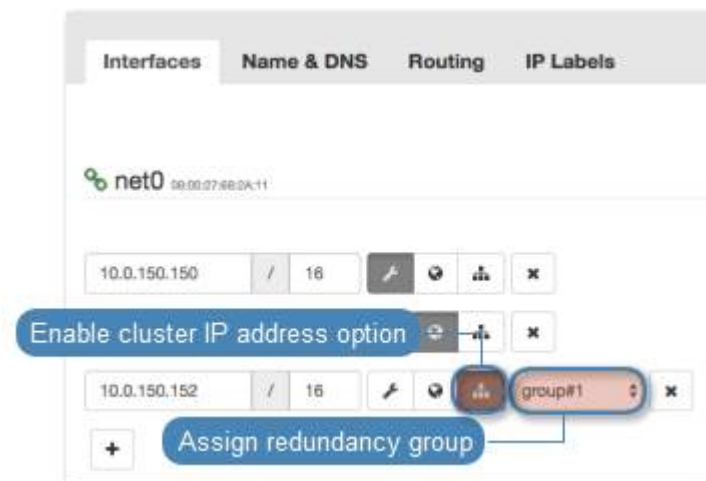 Interfaces Name & DNS Routing IP Labels
net0
10.0.150.150 / 16
Enable cluster IP address option
10.0.150.152 / 16 group#1
Assign redundancy group